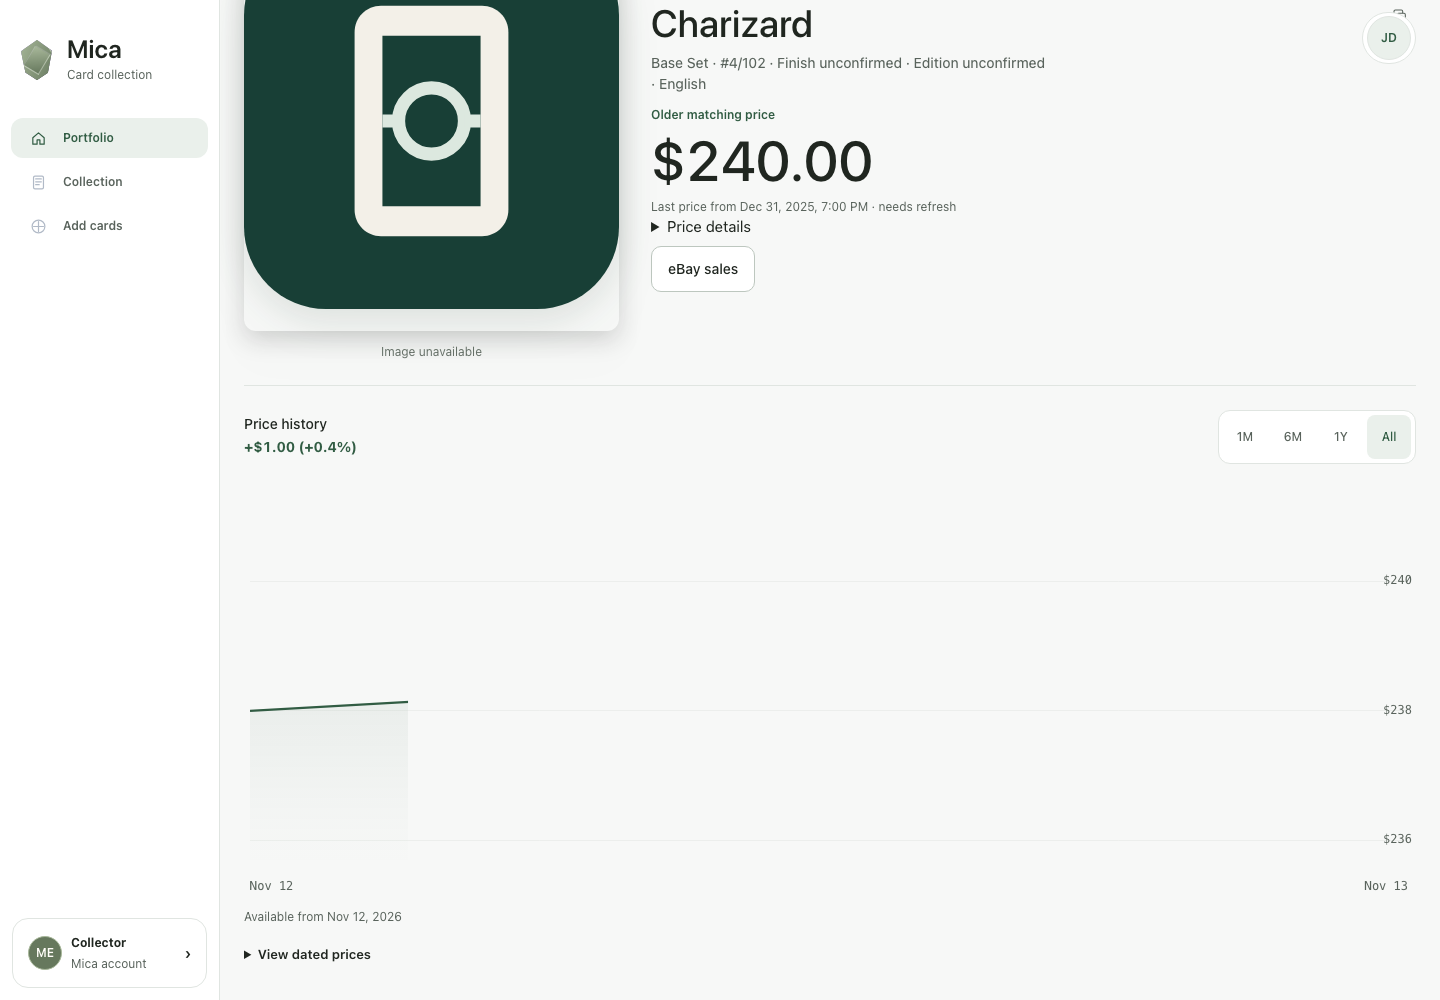 Mica
Card collection
Portfolio
Collection
Add cards
ME
Collector
Mica account
›
Charizard
Base Set · #4/102 · Finish unconfirmed · Edition unconfirmed
· English
Older matching price
$240.00
Last price from Dec 31, 2025, 7:00 PM · needs refresh
Price details
eBay sales
JD
Image unavailable
Price history
+$1.00 (+0.4%)
1M 6M 1Y All
$240
$238
$236
Nov 12 Nov 13
Available from Nov 12, 2026
View dated prices